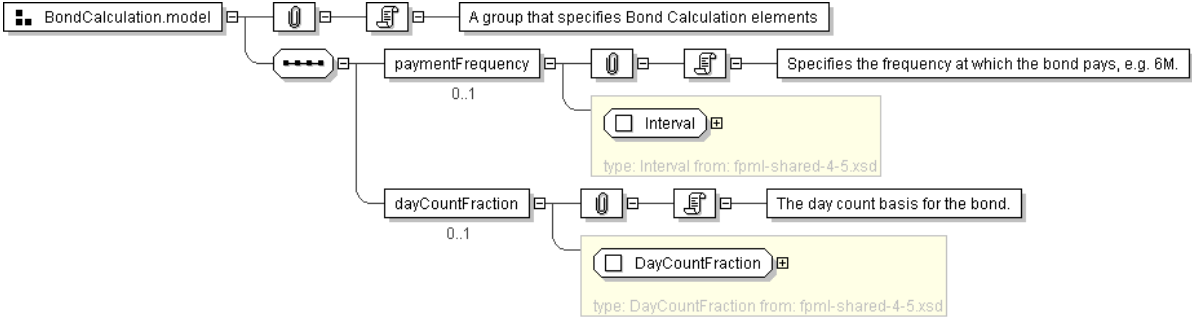 BondCalculation.model
A group that specifies Bond Calculation elements
paymentFrequency
Specifies the frequency at which the bond pays, e.g. 6M.
0..1
Interval
type: Interval from: fpml-shared-4-5.xsd
dayCountFraction
The day count basis for the bond.
0..1
DayCountFraction
type: DayCountFraction from: fpml-shared-4-5.xsd